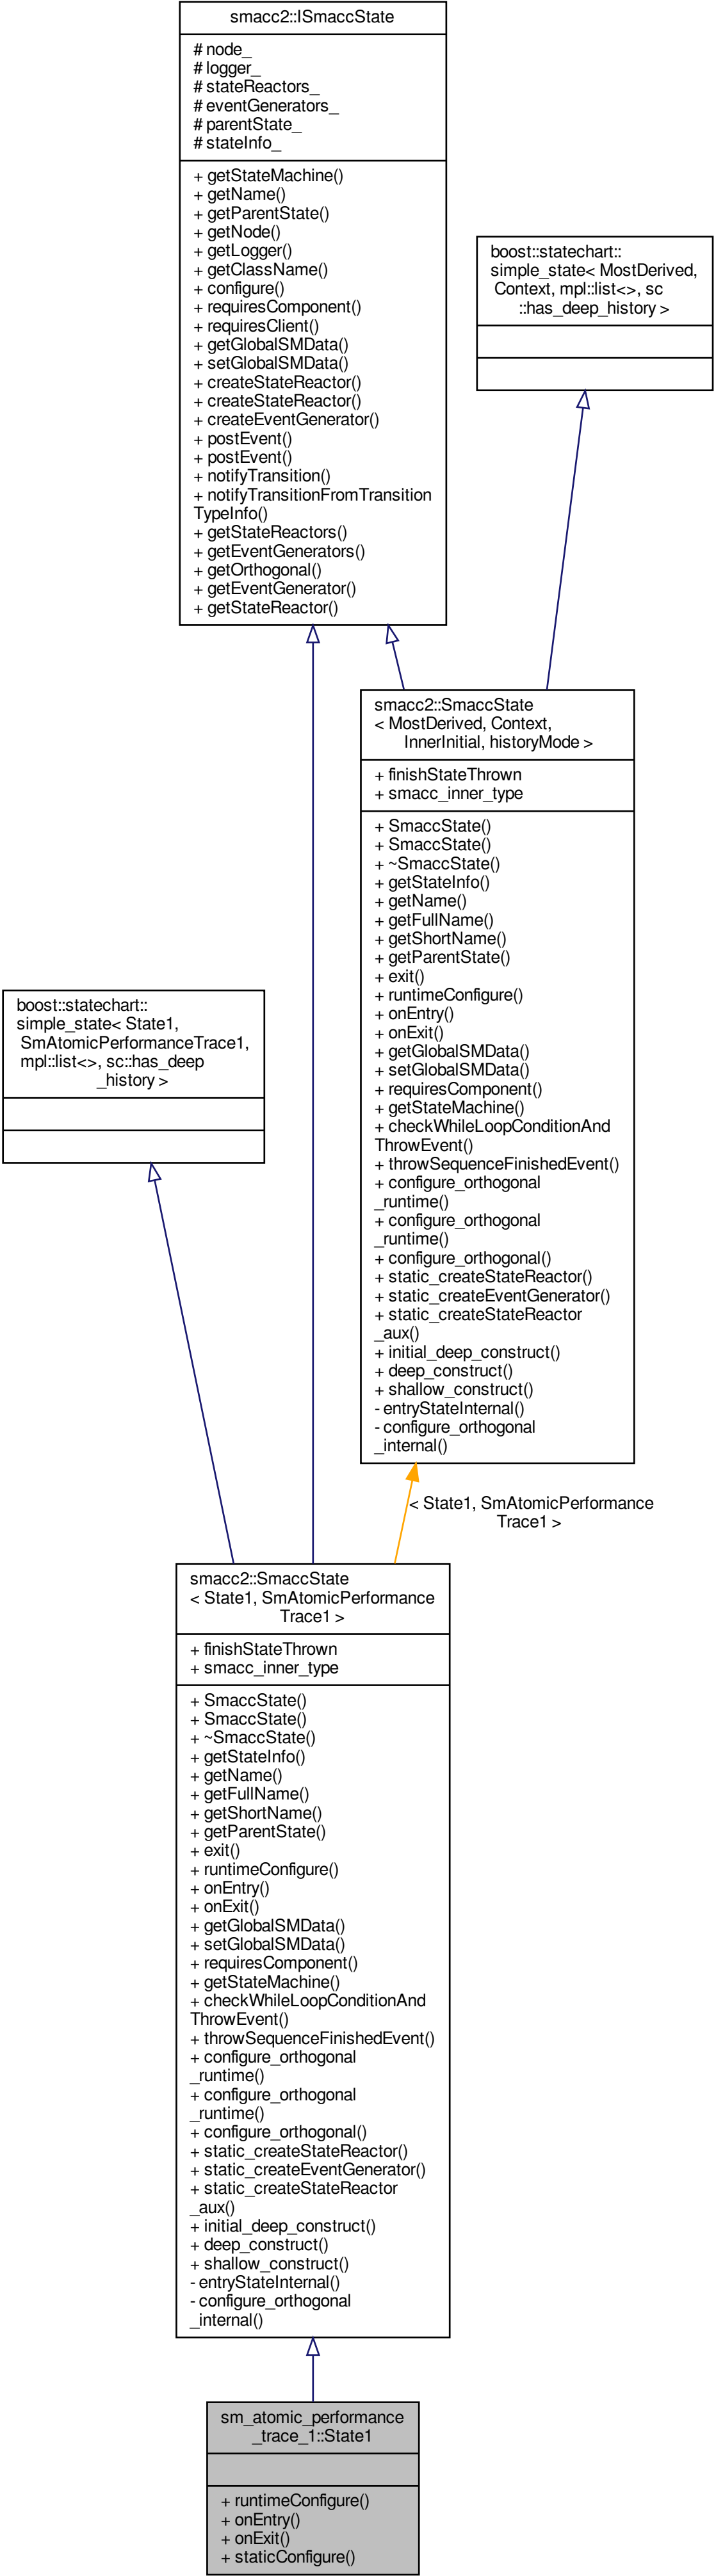 smacc2::ISmaccState
# node_
# logger_
# stateReactors_
# eventGenerators_
# parentState_
# stateInfo_
+ getStateMachine()
+ getName()
+ getParentState()
+ getNode()
+ getLogger()
+ getClassName()
+ configure()
+ requiresComponent()
+ requiresClient()
+ getGlobalSMData()
+ setGlobalSMData()
+ createStateReactor()
+ createStateReactor()
+ createEventGenerator()
+ postEvent()
+ postEvent()
+ notifyTransition()
+ notifyTransitionFromTransition
TypeInfo()
+ getStateReactors()
+ getEventGenerators()
+ getOrthogonal()
+ getEventGenerator()
+ getStateReactor()
boost::statechart::
simple_state< MostDerived,
Context, mpl::list<>, sc
::has_deep_history >
smacc2::SmaccState
< MostDerived, Context,
InnerInitial, historyMode >
+ finishStateThrown
+ smacc_inner_type
+ SmaccState()
+ SmaccState()
+ ~SmaccState()
+ getStateInfo()
+ getName()
+ getFullName()
+ getShortName()
+ getParentState()
+ exit()
+ runtimeConfigure()
+ onEntry()
+ onExit()
+ getGlobalSMData()
+ setGlobalSMData()
+ requiresComponent()
+ getStateMachine()
+ checkWhileLoopConditionAnd
ThrowEvent()
+ throwSequenceFinishedEvent()
+ configure_orthogonal
_runtime()
+ configure_orthogonal
_runtime()
+ configure_orthogonal()
+ static_createStateReactor()
+ static_createEventGenerator()
+ static_createStateReactor
_aux()
+ initial_deep_construct()
+ deep_construct()
+ shallow_construct()
- entryStateInternal()
- configure_orthogonal
_internal()
boost::statechart::
simple_state< State1,
SmAtomicPerformanceTrace1,
mpl::list<>, sc::has_deep
_history >
< State1, SmAtomicPerformance
Trace1 >
smacc2::SmaccState
< State1, SmAtomicPerformance
Trace1 >
+ finishStateThrown
+ smacc_inner_type
+ SmaccState()
+ SmaccState()
+ ~SmaccState()
+ getStateInfo()
+ getName()
+ getFullName()
+ getShortName()
+ getParentState()
+ exit()
+ runtimeConfigure()
+ onEntry()
+ onExit()
+ getGlobalSMData()
+ setGlobalSMData()
+ requiresComponent()
+ getStateMachine()
+ checkWhileLoopConditionAnd
ThrowEvent()
+ throwSequenceFinishedEvent()
+ configure_orthogonal
_runtime()
+ configure_orthogonal
_runtime()
+ configure_orthogonal()
+ static_createStateReactor()
+ static_createEventGenerator()
+ static_createStateReactor
_aux()
+ initial_deep_construct()
+ deep_construct()
+ shallow_construct()
- entryStateInternal()
- configure_orthogonal
_internal()
sm_atomic_performance
_trace_1::State1
+ runtimeConfigure()
+ onEntry()
+ onExit()
+ staticConfigure()